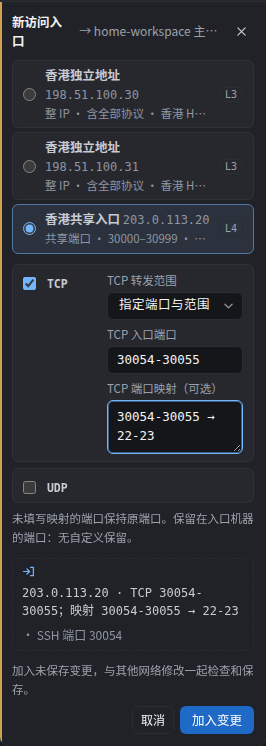 新访问入口
→ home-workspace 主⋯
香港独立地址
198.51.100.30
整 IP • 含全部协议 • 香港 H⋯
L3
香港独立地址
198.51.100.31
整 IP • 含全部协议 • 香港 H⋯
L3
香港共享入口 203.0.113.20
共享端口 • 30000–30999 • ⋯
L4
TCP
TCP 转发范围
指定端口与范围
TCP 入口端口
30054-30055
TCP 端口映射（可选）
30054-30055 →
22-23
UDP
未填写映射的端口保持原端口。保留在入口机器
的端口：无自定义保留。
203.0.113.20 · TCP 30054-
30055；映射 30054-30055 → 22-23
• SSH 端口 30054
加入未保存变更，与其他网络修改一起检查和保
存。
取消
加入变更